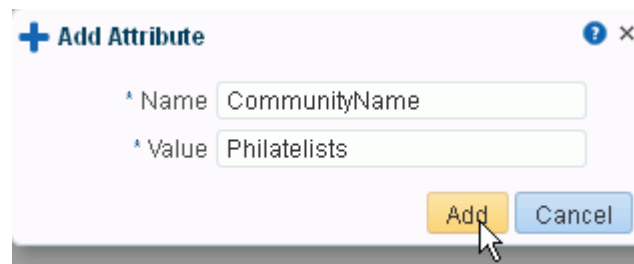 Add Attribute
* Name CommunityName
* Value Philatelists
Add Cancel